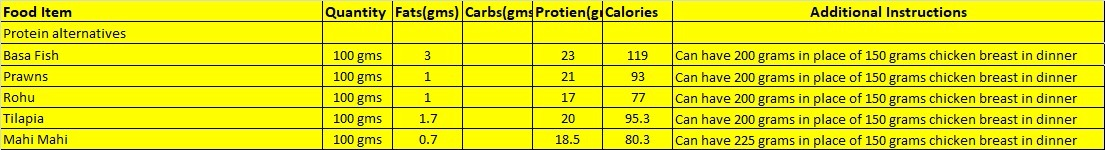 Food Item Quantity Fats(gms) Carbs(gms Protien(g Calories Additional Instructions
Protein alternatives
Basa Fish 100 gms 3 23 119 Can have 200 grams in place of 150 grams chicken breast in dinner
Prawns 100 gms 1 21 93 Can have 200 grams in place of 150 grams chicken breast in dinner
Rohu 100 gms 1 17 77 Can have 200 grams in place of 150 grams chicken breast in dinner
Tilapia 100 gms 1.7 20 95.3 Can have 200 grams in place of 150 grams chicken breast in dinner
Mahi Mahi 100 gms 0.7 18.5 80.3 Can have 225 grams in place of 150 grams chicken breast in dinner